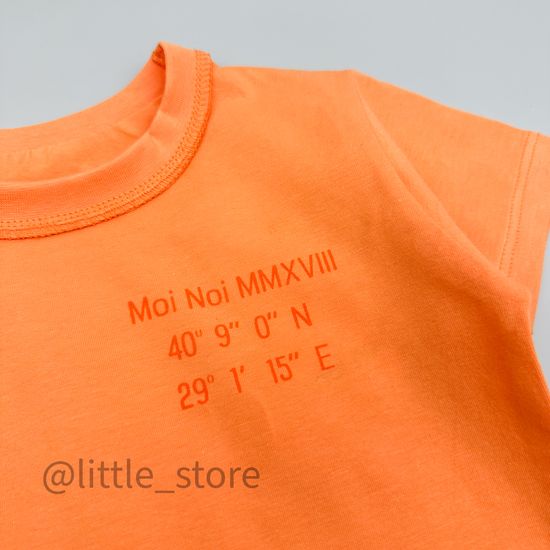 Moi Noi MMXVIII
40° 9" 0" N
29° 1' 15" E
@little_store